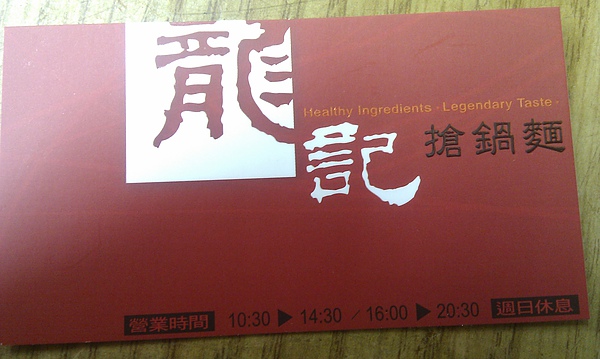 龍
Healthy Ingredients · Legendary Taste ·
記 搶鍋麵
營業時間 10:30 ▶ 14:30 / 16:00 ▶ 20:30 週日休息